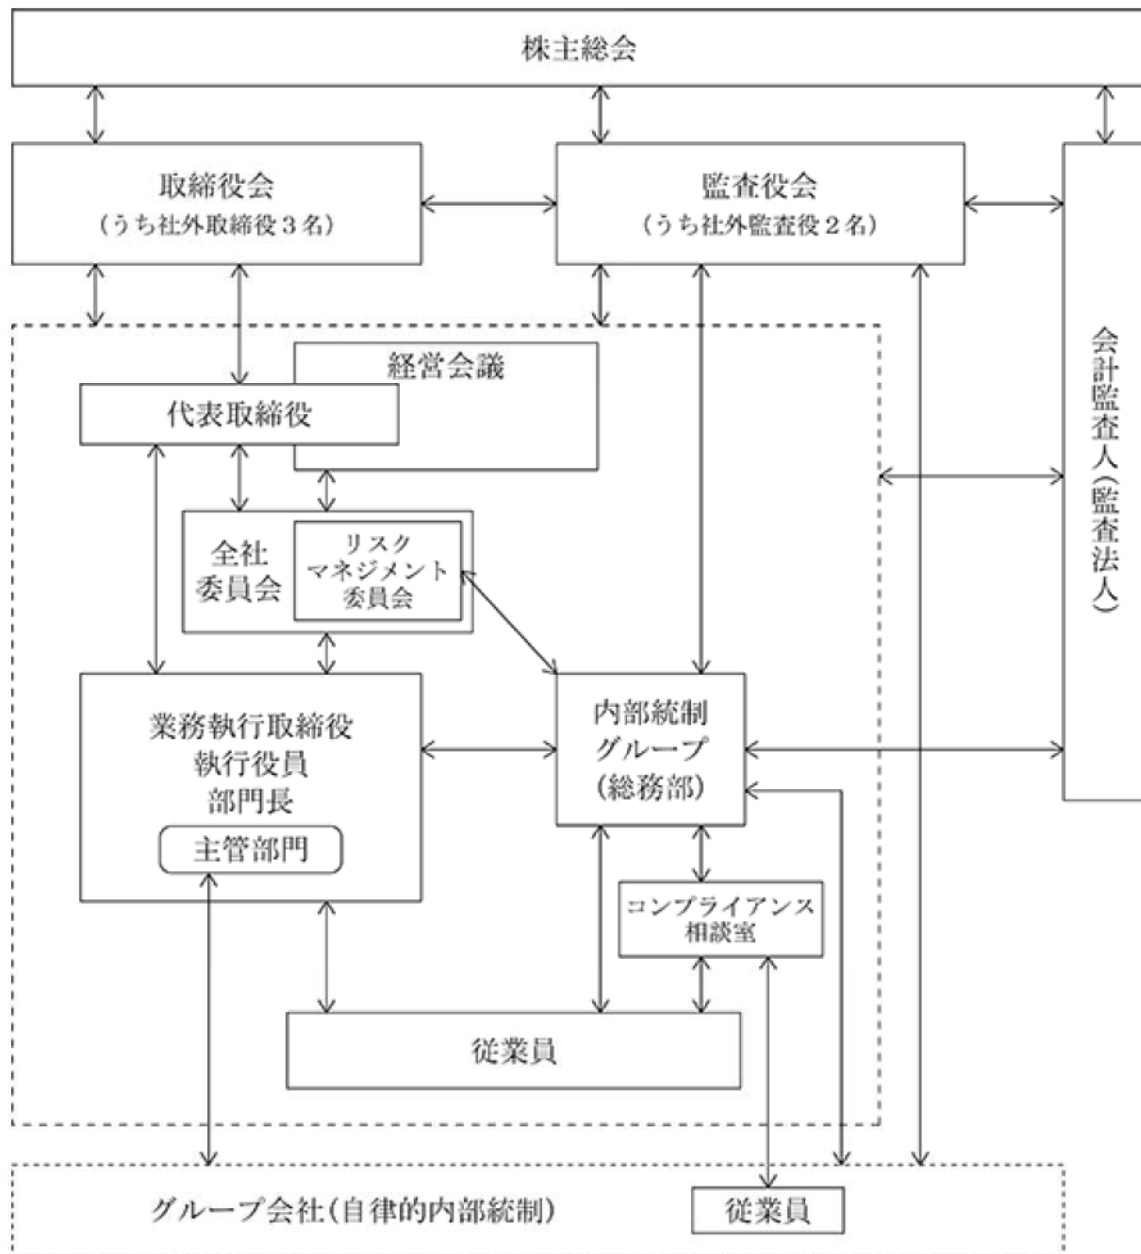 株主総会
取締役会
(うち社外取締役3名)
監査役会
(うち社外監査役2名)
会計監査人(監査法人)
経営会議
代表取締役
全社
委員会
リスク
マネジメント
委員会
業務執行取締役
執行役員
部門長
主管部門
内部統制
グループ
(総務部)
コンプライアンス
相談室
従業員
グループ会社(自律的内部統制)
従業員